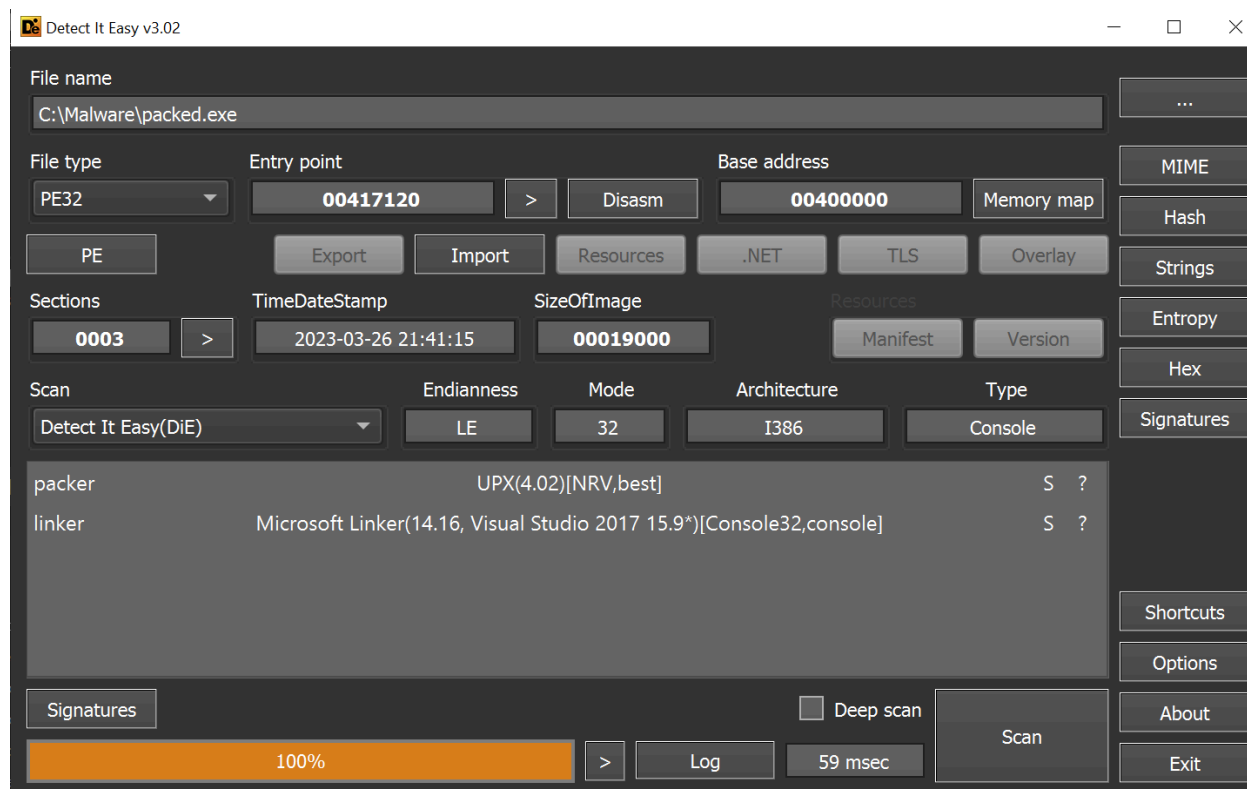 Detect It Easy v3.02
File name
C:\Malware\packed.exe
...
File type Entry point Base address
PE32 00417120 > Disasm 00400000 Memory map
MIME
Hash
PE Export Import Resources .NET TLS Overlay
Strings
Sections TimeDateStamp SizeOfImage Resources
0003 > 2023-03-26 21:41:15 00019000 Manifest Version
Entropy
Hex
Scan Endianness Mode Architecture Type
Detect It Easy(DiE) LE 32 I386 Console
Signatures
packer UPX(4.02)[NRV,best] S ?
linker Microsoft Linker(14.16, Visual Studio 2017 15.9*)[Console32,console] S ?
Shortcuts
Options
Signatures Deep scan
About
Scan
100% > Log 59 msec
Exit